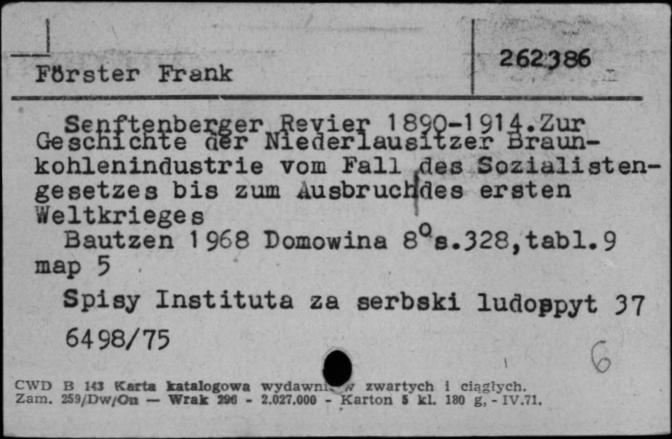 262386
Förster Frank
Senftenberger Revier 1890-1914.Zur
Geschichte der Niederlausitzer Braun-
kohlenindustrie vom Fall des Sozialisten-
gesetzes bis zum Ausbruch des ersten
Weltkrieges
Bautzen 1968 Domowina 8° s.328,tabl.9
map 5
Spisy Instituta za serbski ludospyt 37
6498/75
6
CWD B 143 Karta katalogowa zwartych i ciągłych.
Zam. 259/Dw/On — Wrak 296 - 2.027.000 - Karton 5 kl. 180 g, - IV.71.